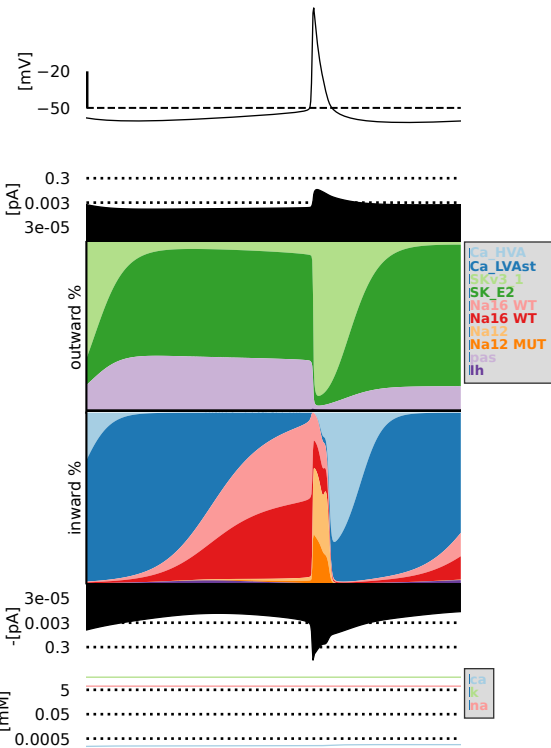 [mV]
−20
−50
[pA]
0.3
0.003
3e-05
outward %
Ca_HVA
Ca_LVAst
SKv3_1
SK_E2
Na16 WT
Na16 WT
Na12
Na12 MUT
pas
Ih
inward %
-[pA]
3e-05
0.003
0.3
[mM]
5
0.05
0.0005
ca
k
na